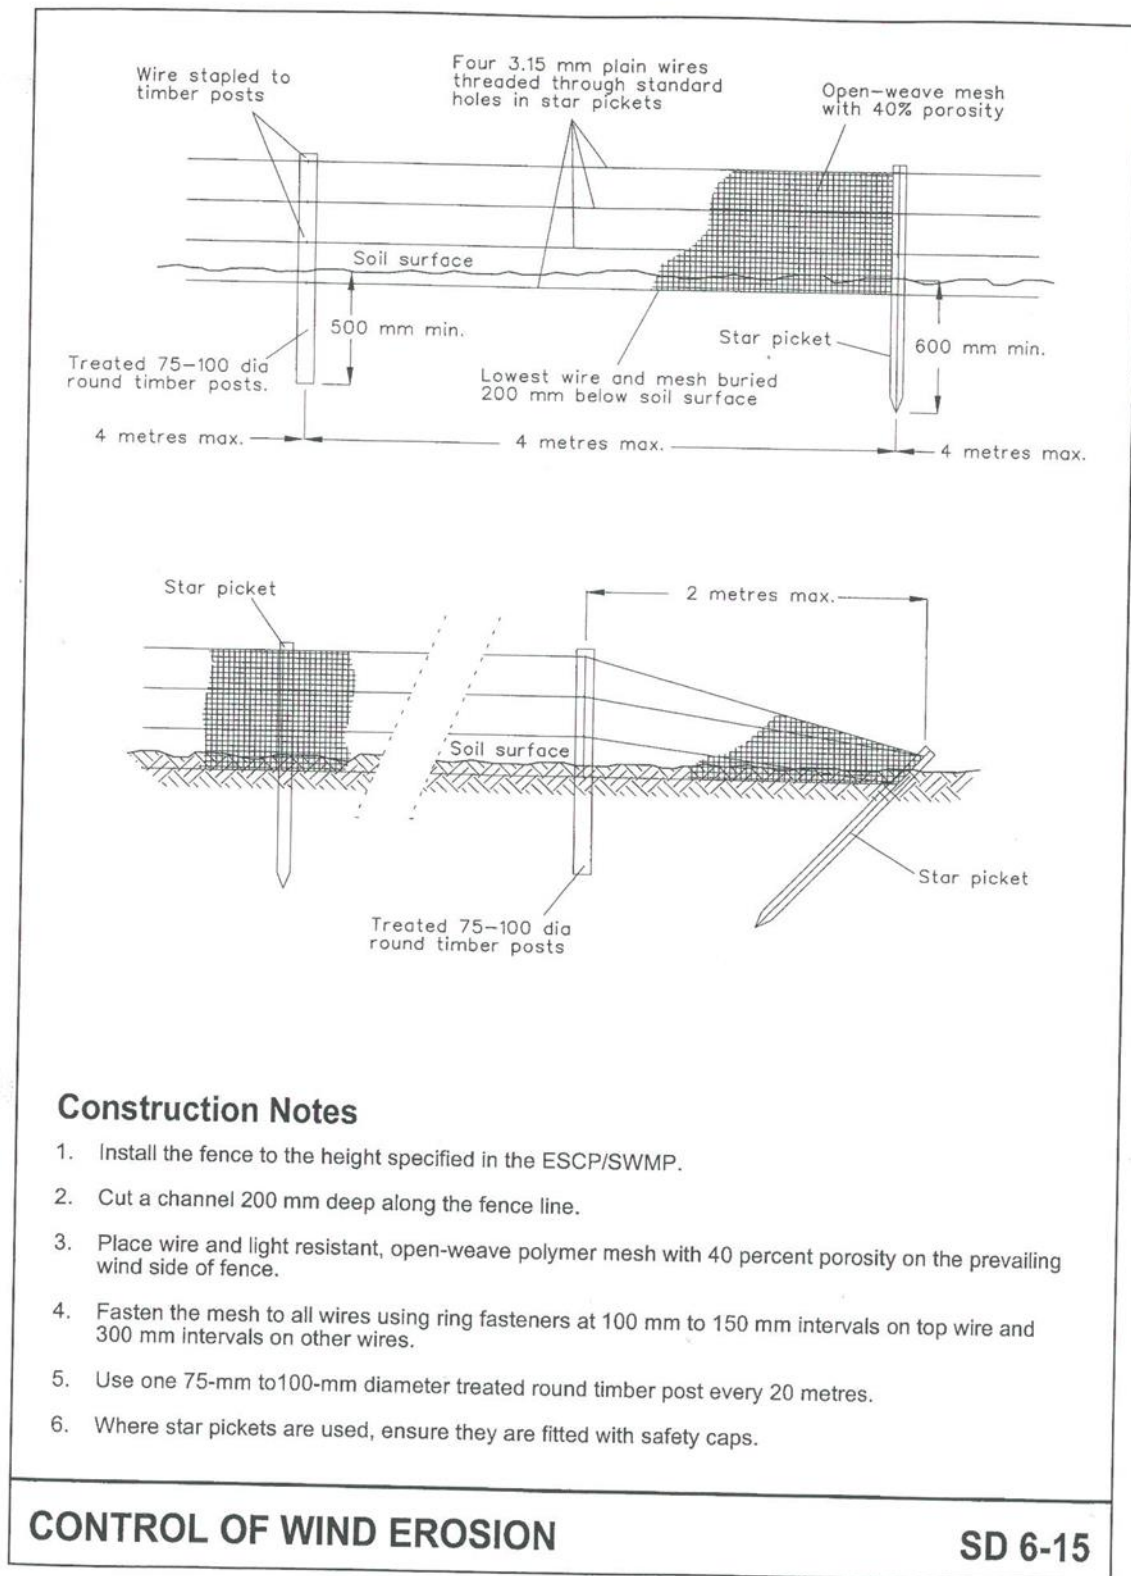 Wire stapled to
timber posts
Four 3.15 mm plain wires
threaded through standard
holes in star pickets
Open-weave mesh
with 40% porosity
Soil surface
500 mm min.
Star picket
600 mm min.
Treated 75-100 dia
round timber posts.
Lowest wire and mesh buried
200 mm below soil surface
4 metres max.
4 metres max.
4 metres max.
Star picket
2 metres max.
Soil surface
Star picket
Treated 75-100 dia
round timber posts
Construction Notes
1. Install the fence to the height specified in the ESCP/SWMP.
2. Cut a channel 200 mm deep along the fence line.
3. Place wire and light resistant, open-weave polymer mesh with 40 percent porosity on the prevailing
wind side of fence.
4. Fasten the mesh to all wires using ring fasteners at 100 mm to 150 mm intervals on top wire and
300 mm intervals on other wires.
5. Use one 75-mm to100-mm diameter treated round timber post every 20 metres.
6. Where star pickets are used, ensure they are fitted with safety caps.
CONTROL OF WIND EROSION
SD 6-15